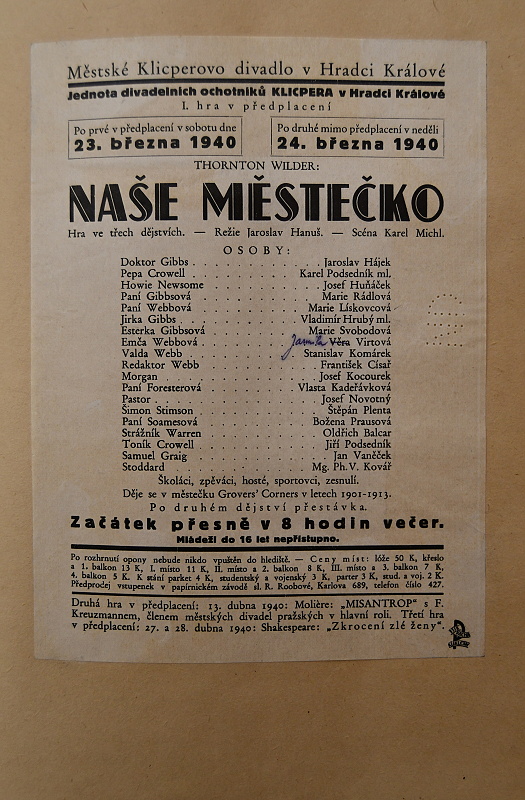 Městské Klicperovo divadlo v Hradci Králové
Jednota divadelních ochotníků KLICPERA v Hradci Králové
I. hra v předplacení
Po prvé v předplacení v sobotu dne
23. března 1940
Po druhé mimo předplacení v neděli
24. března 1940
THORNTON WILDER:
NAŠE MĚSTEČKO
Hra ve třech dějstvích. — Režie Jaroslav Hanuš. — Scéna Karel Michl.
OSOBY:
Doktor Gibbs . . . . . . . . . . . Jaroslav Hájek
Pepa Crowell . . . . . . . . . . Karel Podsedník ml.
Howie Newsome . . . . . . . . . . Josef Huňáček
Paní Gibbsová . . . . . . . . . . Marie Rádlová
Paní Webbová . . . . . . . . . . Marie Lískovcová
Jirka Gibbs . . . . . . . . . . Vladimír Hrubý ml.
Esterka Gibbsová . . . . . . . . . Marie Svobodová
Emča Webbová . . . . . . . . Jarmila Věra Virtová
Valda Webb . . . . . . . . . . Stanislav Komárek
Redaktor Webb . . . . . . . . . . František Císař
Morgan . . . . . . . . . . . . Josef Kocourek
Paní Foresterová . . . . . . . . Vlasta Kadeřávková
Pastor . . . . . . . . . . . . Josef Novotný
Šimon Stimson . . . . . . . . . . Štěpán Plenta
Paní Soamesová . . . . . . . . . Božena Prausová
Strážník Warren . . . . . . . . . Oldřich Balcar
Toník Crowell . . . . . . . . . . Jiří Podsedník
Samuel Graig . . . . . . . . . . Jan Vaněček
Stoddard . . . . . . . . . . Mg. Ph. V. Kovář
Školáci, zpěváci, hosté, sportovci, zesnulí.
Děje se v městečku Grovers' Corners v letech 1901-1913.
Po druhém dějství přestávka.
Začátek přesně v 8 hodin večer.
Mládeži do 16 let nepřístupno.
Po rozhrnutí opony nebude nikdo vpuštěn do hlediště. — Ceny míst: lóže 50 K, křeslo
a 1. balkon 13 K, I. místo 11 K, II. místo a 2. balkon 8 K, III. místo a 3. balkon 7 K,
4. balkon 5 K. K stání parket 4 K, studentský a vojenský 3 K, parter 3 K, stud. a voj. 2 K.
Předprodej vstupenek v papírnickém závodě sl. R. Roobové, Karlova 689, telefon číslo 427.
Druhá hra v předplacení: 13. dubna 1940: Molière: „MISANTROP" s F.
Kreuzmannem, členem městských divadel pražských v hlavní roli. Třetí hra
v předplacení: 27. a 28. dubna 1940: Shakespeare: „Zkrocení zlé ženy".